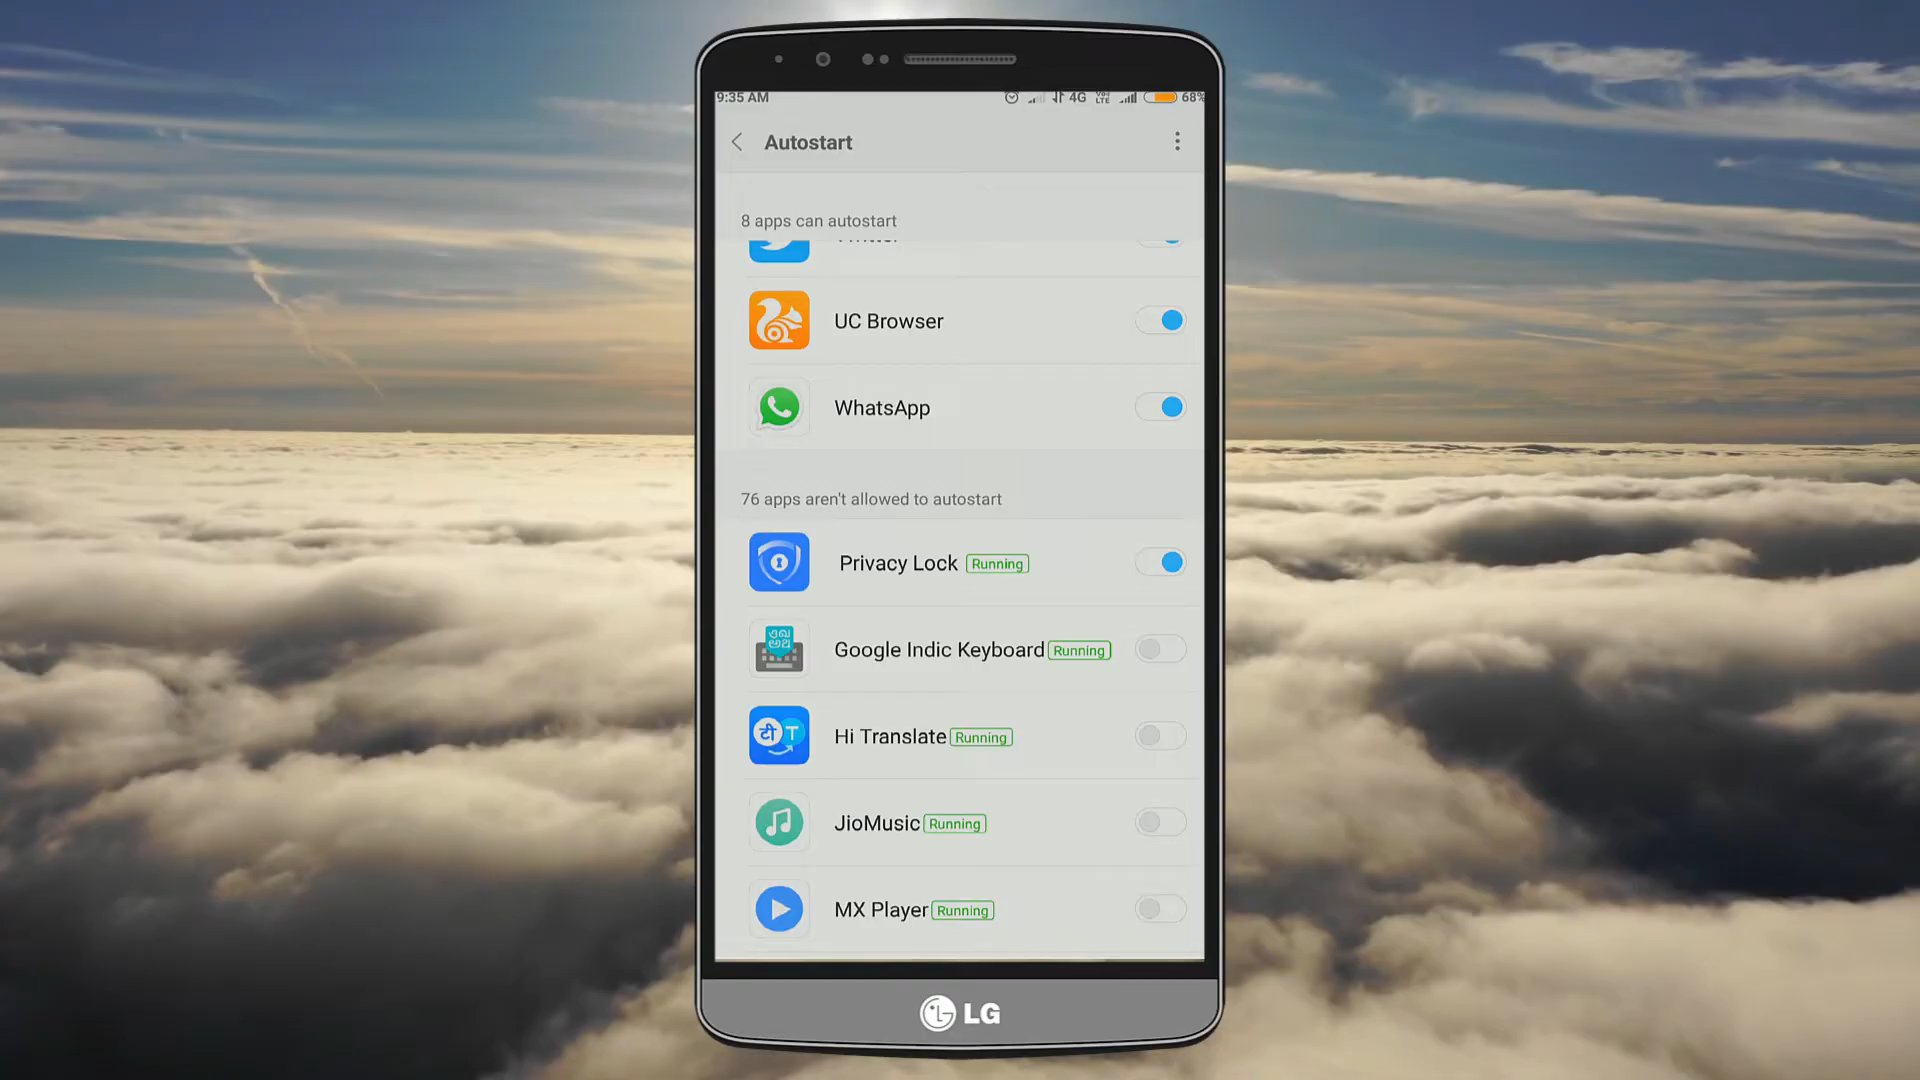 9:35 AM 4G VoLTE 68%
Autostart
8 apps can autostart
UC Browser
WhatsApp
76 apps aren't allowed to autostart
Privacy Lock Running
Google Indic Keyboard Running
Hi Translate Running
JioMusic Running
MX Player Running
LG